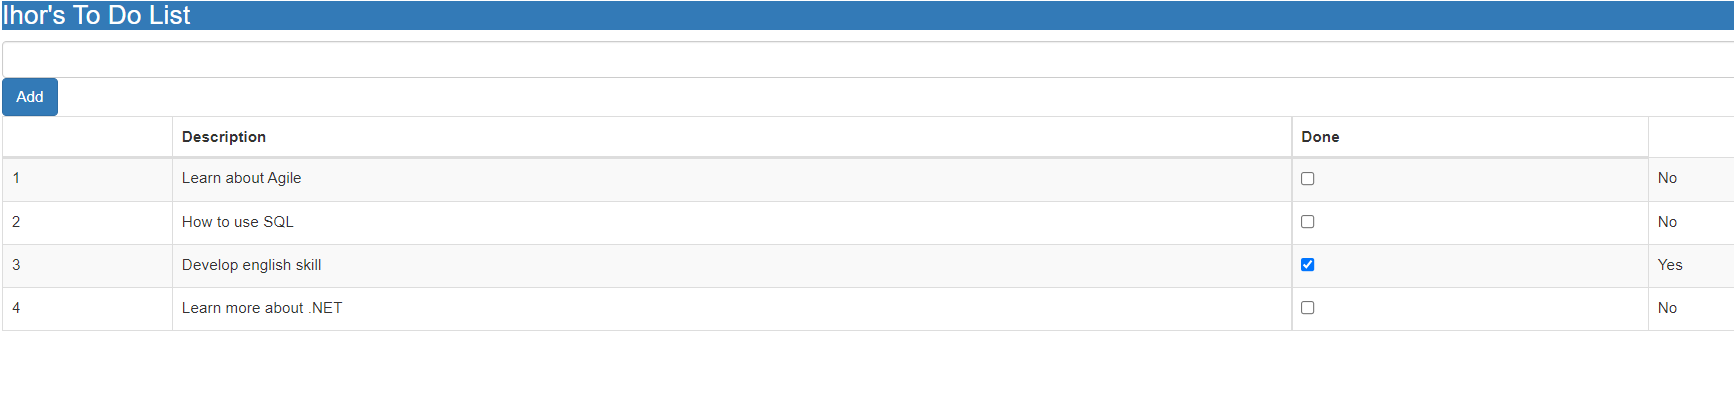 Ihor's To Do List
Add
Description Done
1 Learn about Agile No
2 How to use SQL No
3 Develop english skill Yes
4 Learn more about .NET No